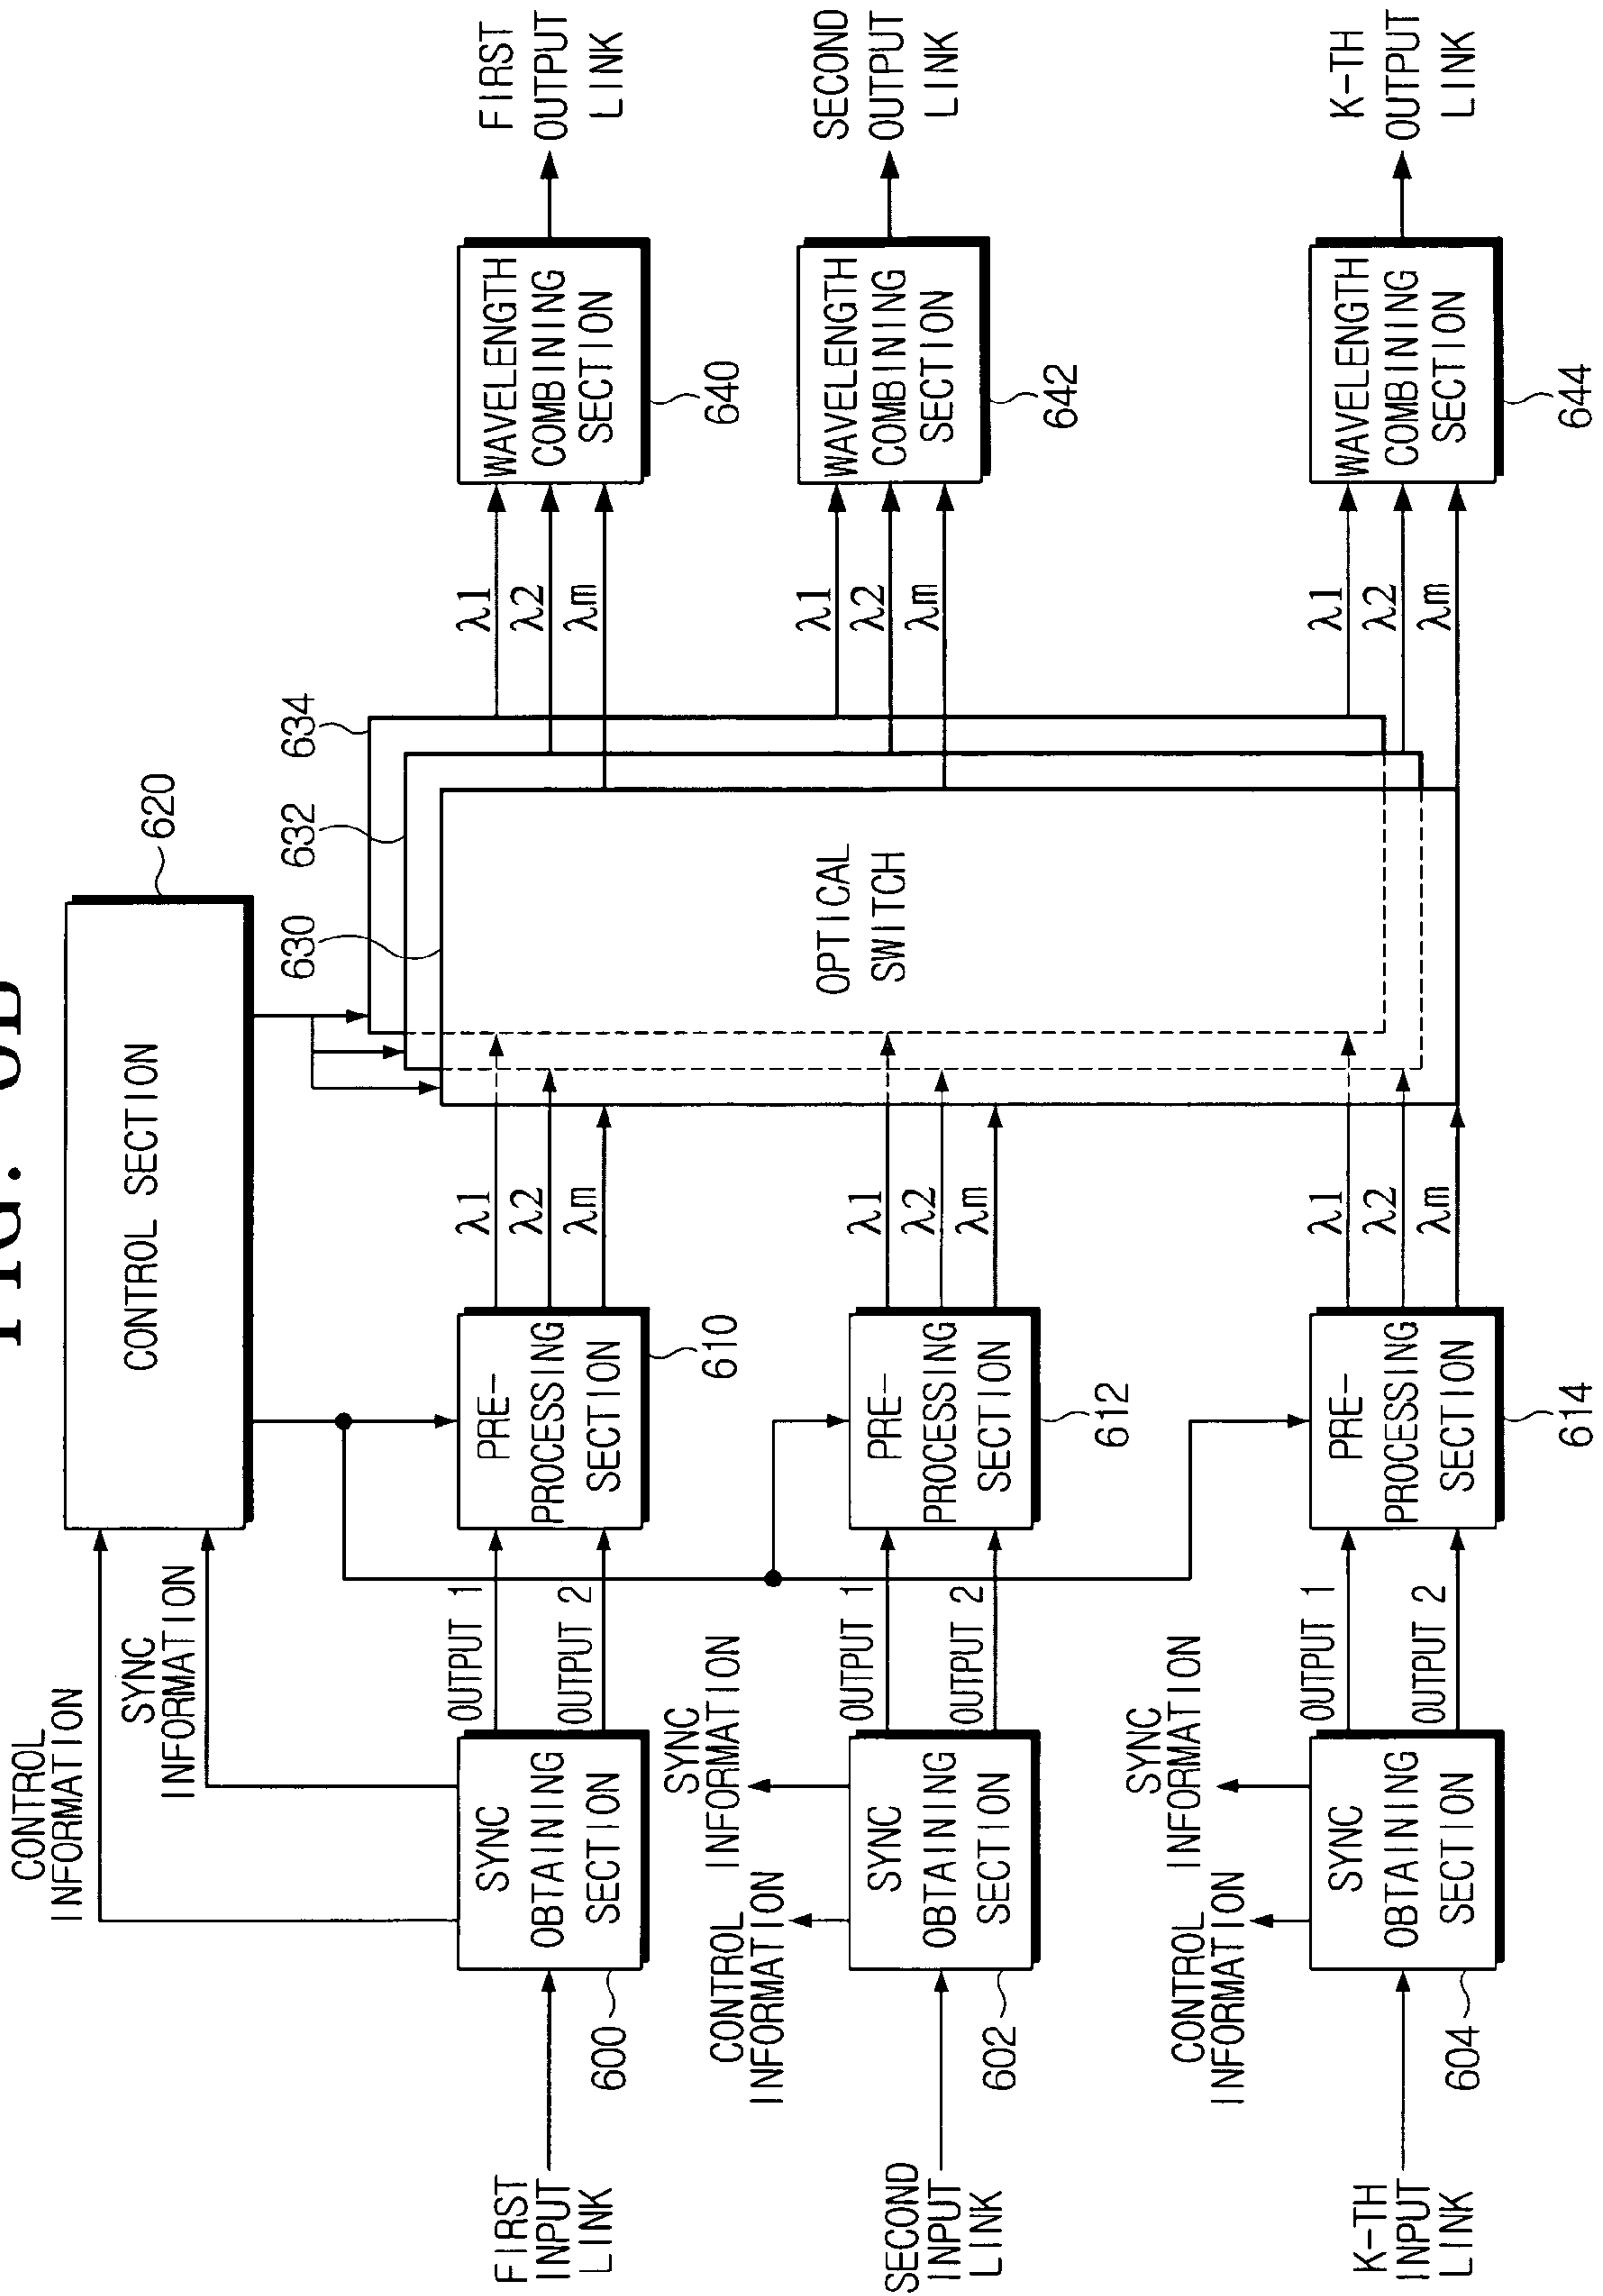 FIG.
CONTROL
INFORMATION
SYNC
INFORMATION
CONTROL SECTION
620
630
632
634
FIRST
INPUT
LINK
SYNC
OBTAINING
SECTION
600
OUTPUT 1
OUTPUT 2
PRE-
PROCESSING
SECTION
610
λ1
λ2
λm
λ1
λ2
λm
WAVELENGTH
COMBINING
SECTION
640
FIRST
OUTPUT
LINK
SYNC
INFORMATION
CONTROL
INFORMATION
SECOND
INPUT
LINK
SYNC
OBTAINING
SECTION
602
OUTPUT 1
OUTPUT 2
PRE-
PROCESSING
SECTION
612
λ1
λ2
λm
OPTICAL
SWITCH
λ1
λ2
λm
WAVELENGTH
COMBINING
SECTION
642
SECOND
OUTPUT
LINK
SYNC
INFORMATION
CONTROL
INFORMATION
K-TH
INPUT
LINK
SYNC
OBTAINING
SECTION
604
OUTPUT 1
OUTPUT 2
PRE-
PROCESSING
SECTION
614
λ1
λ2
λm
λ1
λ2
λm
WAVELENGTH
COMBINING
SECTION
644
K-TH
OUTPUT
LINK